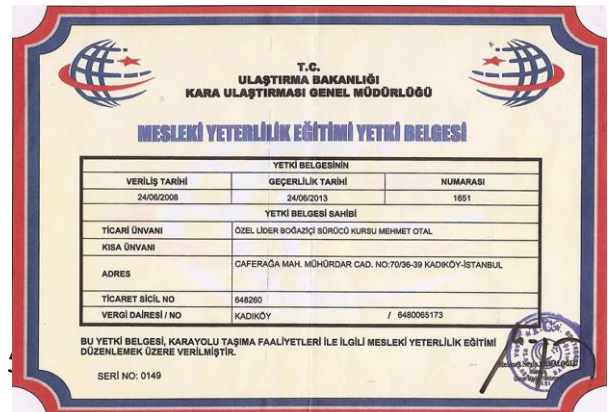 T.C.
ULAŞTIRMA BAKANLIĞI
KARA ULAŞTIRMASI GENEL MÜDÜRLÜĞÜ
MESLEKİ YETERLİLİK EĞİTİMİ YETKİ BELGESİ
YETKİ BELGESİNİN
VERİLİŞ TARİHİ GEÇERLİLİK TARİHİ NUMARASI
24/06/2008 24/06/2013 1651
YETKİ BELGESİ SAHİBİ
TİCARİ ÜNVANI ÖZEL LİDER BOĞAZİÇİ SÜRÜCÜ KURSU MEHMET OTAL
KISA ÜNVANI
ADRES CAFERAĞA MAH. MÜHÜRDAR CAD. NO:70/36-39 KADIKÖY-İSTANBUL
TİCARET SİCİL NO 648260
VERGİ DAİRESİ / NO KADIKÖY / 6480065173
BU YETKİ BELGESİ, KARAYOLU TAŞIMA FAALİYETLERİ İLE İLGİLİ MESLEKİ YETERLİLİK EĞİTİMİ
DÜZENLEMEK ÜZERE VERİLMİŞTİR.
SERİ NO: 0149